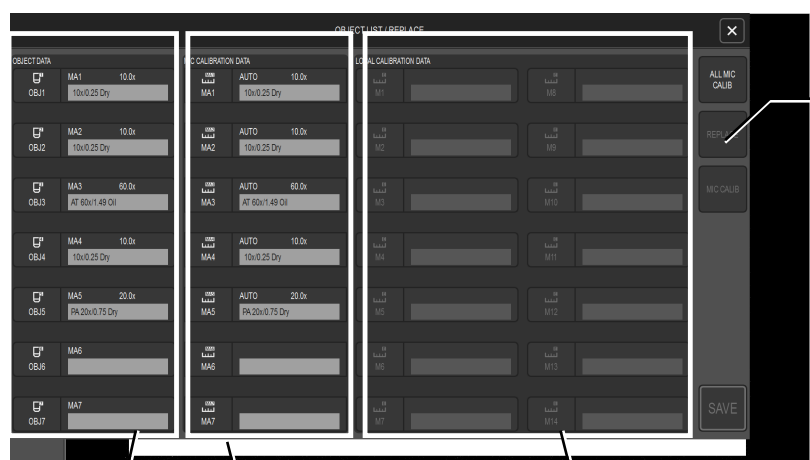 OBJECT LIST / REPLACE
OBJECT DATA
OBJ1 MA1 10.0x
10x/0.25 Dry
OBJ2 MA2 10.0x
10x/0.25 Dry
OBJ3 MA3 60.0x
AT 60x/1.49 Oil
OBJ4 MA4 10.0x
10x/0.25 Dry
OBJ5 MA5 20.0x
PA 20x/0.75 Dry
OBJ6 MA6
OBJ7 MA7
CALIBRATION DATA
MA1 AUTO 10.0x
10x/0.25 Dry
MA2 AUTO 10.0x
10x/0.25 Dry
MA3 AUTO 60.0x
AT 60x/1.49 Oil
MA4 AUTO 10.0x
10x/0.25 Dry
MA5 AUTO 20.0x
PA 20x/0.75 Dry
MA6
MA7
CALIBRATION DATA
M1 M8
M2 M9
M3 M10
M4 M11
M5 M12
M6 M13
M7 M14
ALL MIC
CALIB
REPLACE
MIC CALIB
SAVE